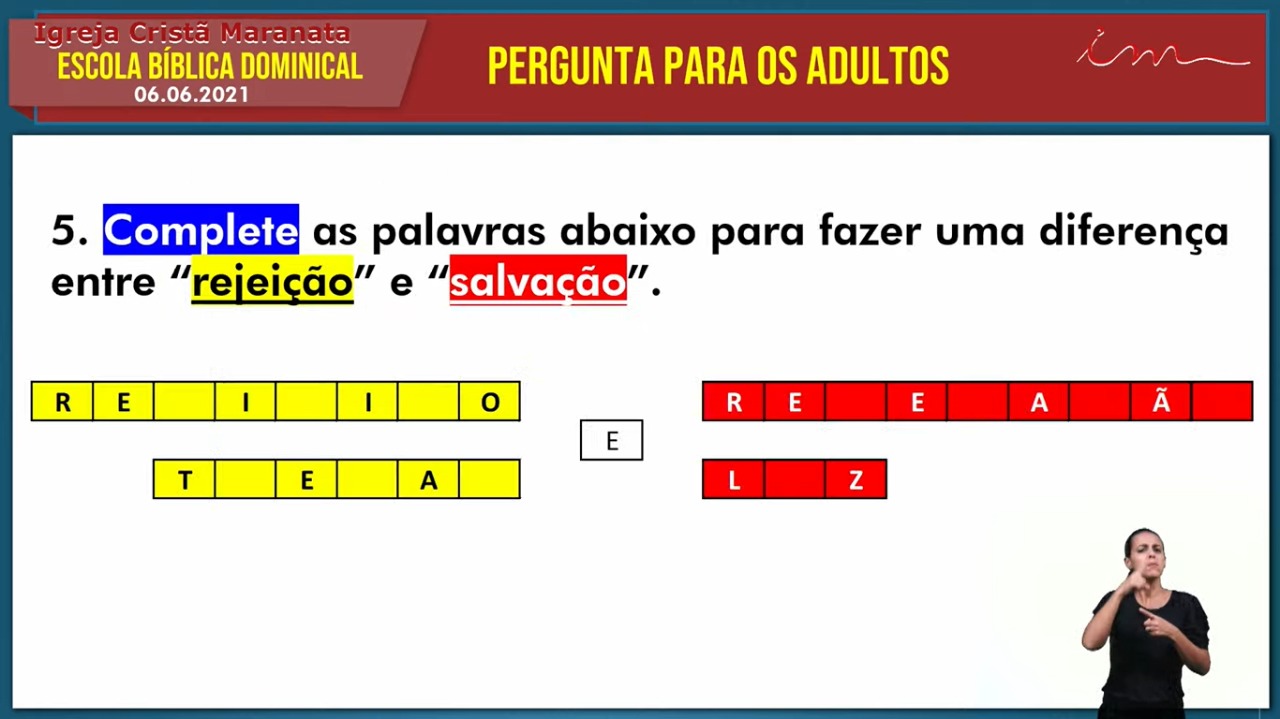 Igreja Cristã Maranata
ESCOLA BÍBLICA DOMINICAL
06.06.2021
PERGUNTA PARA OS ADULTOS
im
5. Complete as palavras abaixo para fazer uma diferença
entre “rejeição” e “salvação”.
R E I I O
R E E A Ã
E
T E A
L Z